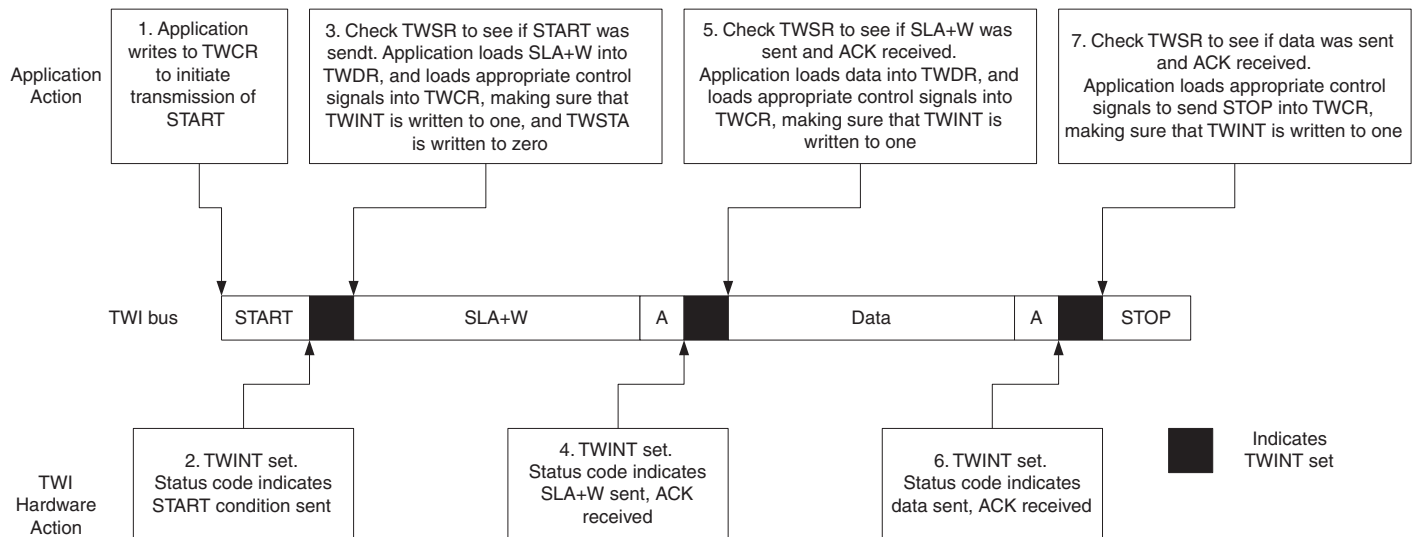 Application
Action
1. Application
writes to TWCR
to initiate
transmission of
START
3. Check TWSR to see if START was
sendt. Application loads SLA+W into
TWDR, and loads appropriate control
signals into TWCR, making sure that
TWINT is written to one, and TWSTA
is written to zero
5. Check TWSR to see if SLA+W was
sent and ACK received.
Application loads data into TWDR, and
loads appropriate control signals into
TWCR, making sure that TWINT is
written to one
7. Check TWSR to see if data was sent
and ACK received.
Application loads appropriate control
signals to send STOP into TWCR,
making sure that TWINT is written to one
TWI bus
START
SLA+W
A
Data
A
STOP
TWI
Hardware
Action
2. TWINT set.
Status code indicates
START condition sent
4. TWINT set.
Status code indicates
SLA+W sent, ACK
received
6. TWINT set.
Status code indicates
data sent, ACK received
Indicates
TWINT set